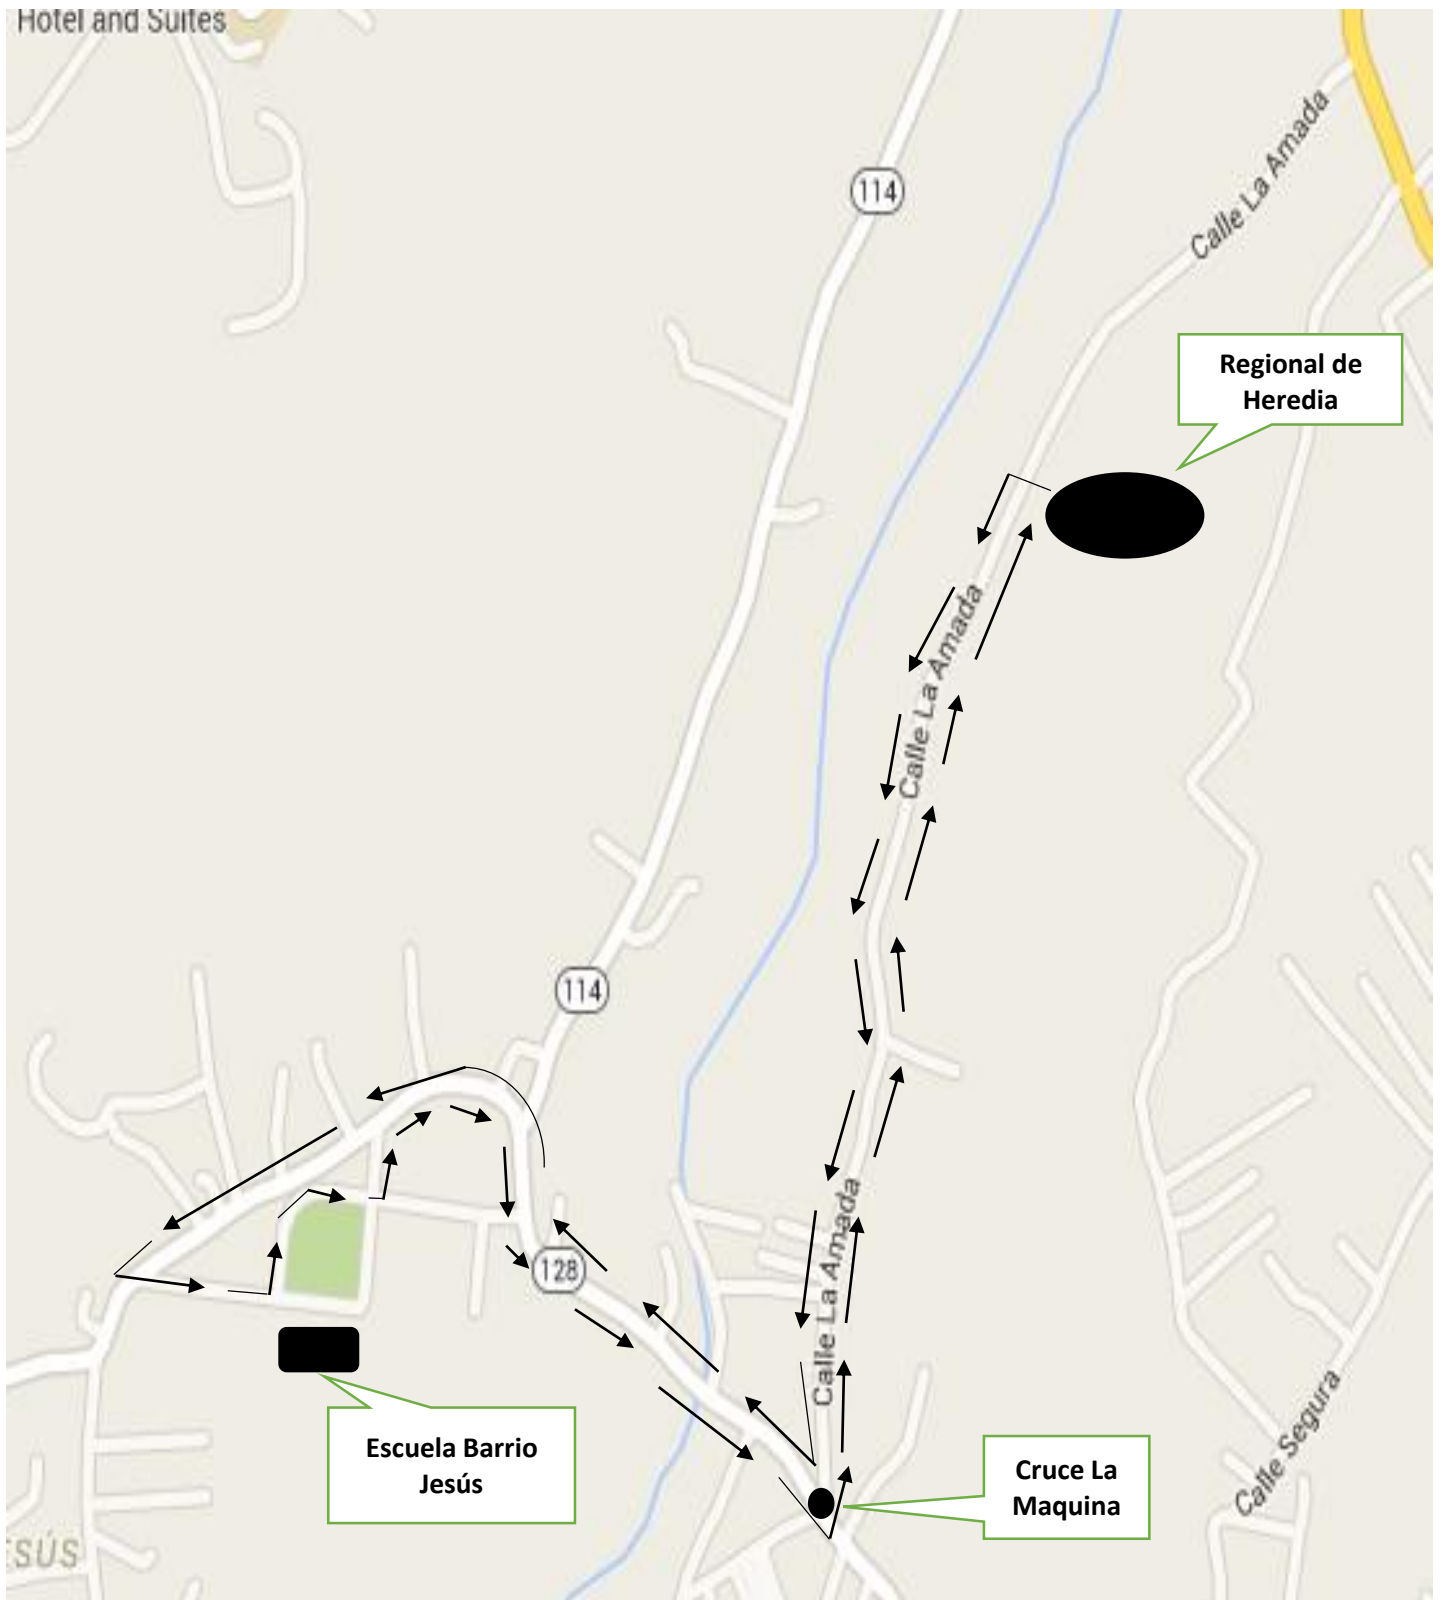 Hotel and Suites
114
Calle La Amada
Regional de
Heredia
Calle La Amada
114
Calle La Amada
128
Calle Segura
Escuela Barrio
Jesús
Cruce La
Maquina
ESÚS